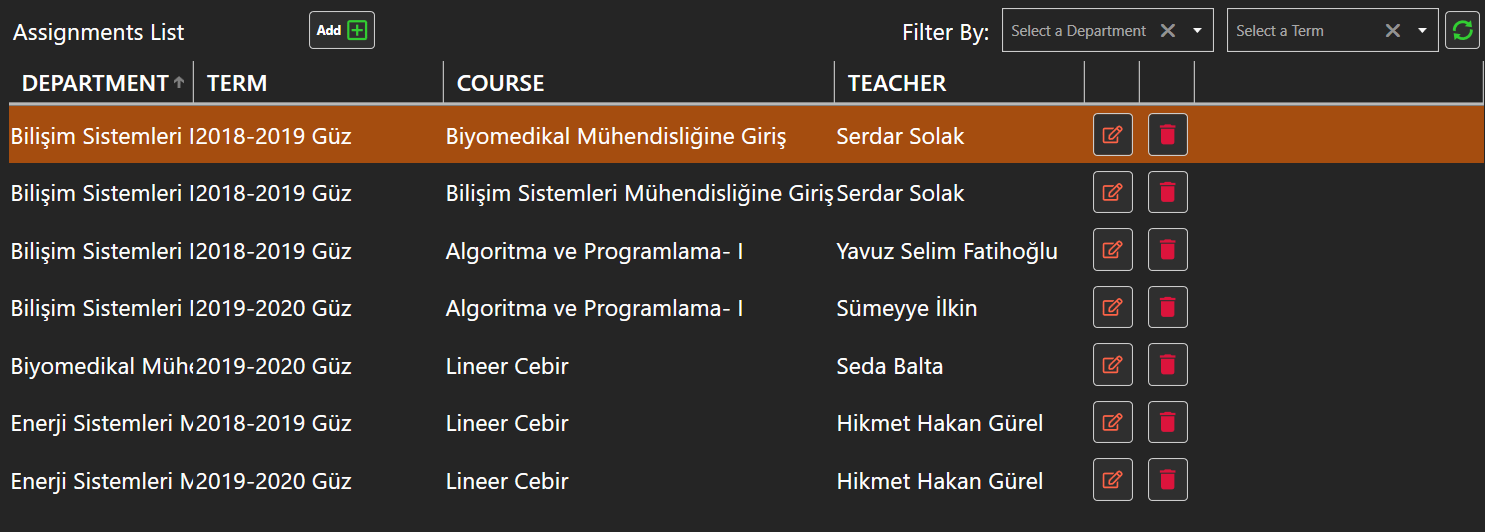 Assignments List Add Filter By: Select a Department Select a Term
DEPARTMENT TERM COURSE TEACHER
Bilişim Sistemleri 2018-2019 Güz Biyomedikal Mühendisliğine Giriş Serdar Solak
Bilişim Sistemleri 2018-2019 Güz Bilişim Sistemleri Mühendisliğine Giriş Serdar Solak
Bilişim Sistemleri 2018-2019 Güz Algoritma ve Programlama- I Yavuz Selim Fatihoğlu
Bilişim Sistemleri 2019-2020 Güz Algoritma ve Programlama- I Sümeyye İlkin
Biyomedikal Mühe 2019-2020 Güz Lineer Cebir Seda Balta
Enerji Sistemleri M 2018-2019 Güz Lineer Cebir Hikmet Hakan Gürel
Enerji Sistemleri M 2019-2020 Güz Lineer Cebir Hikmet Hakan Gürel